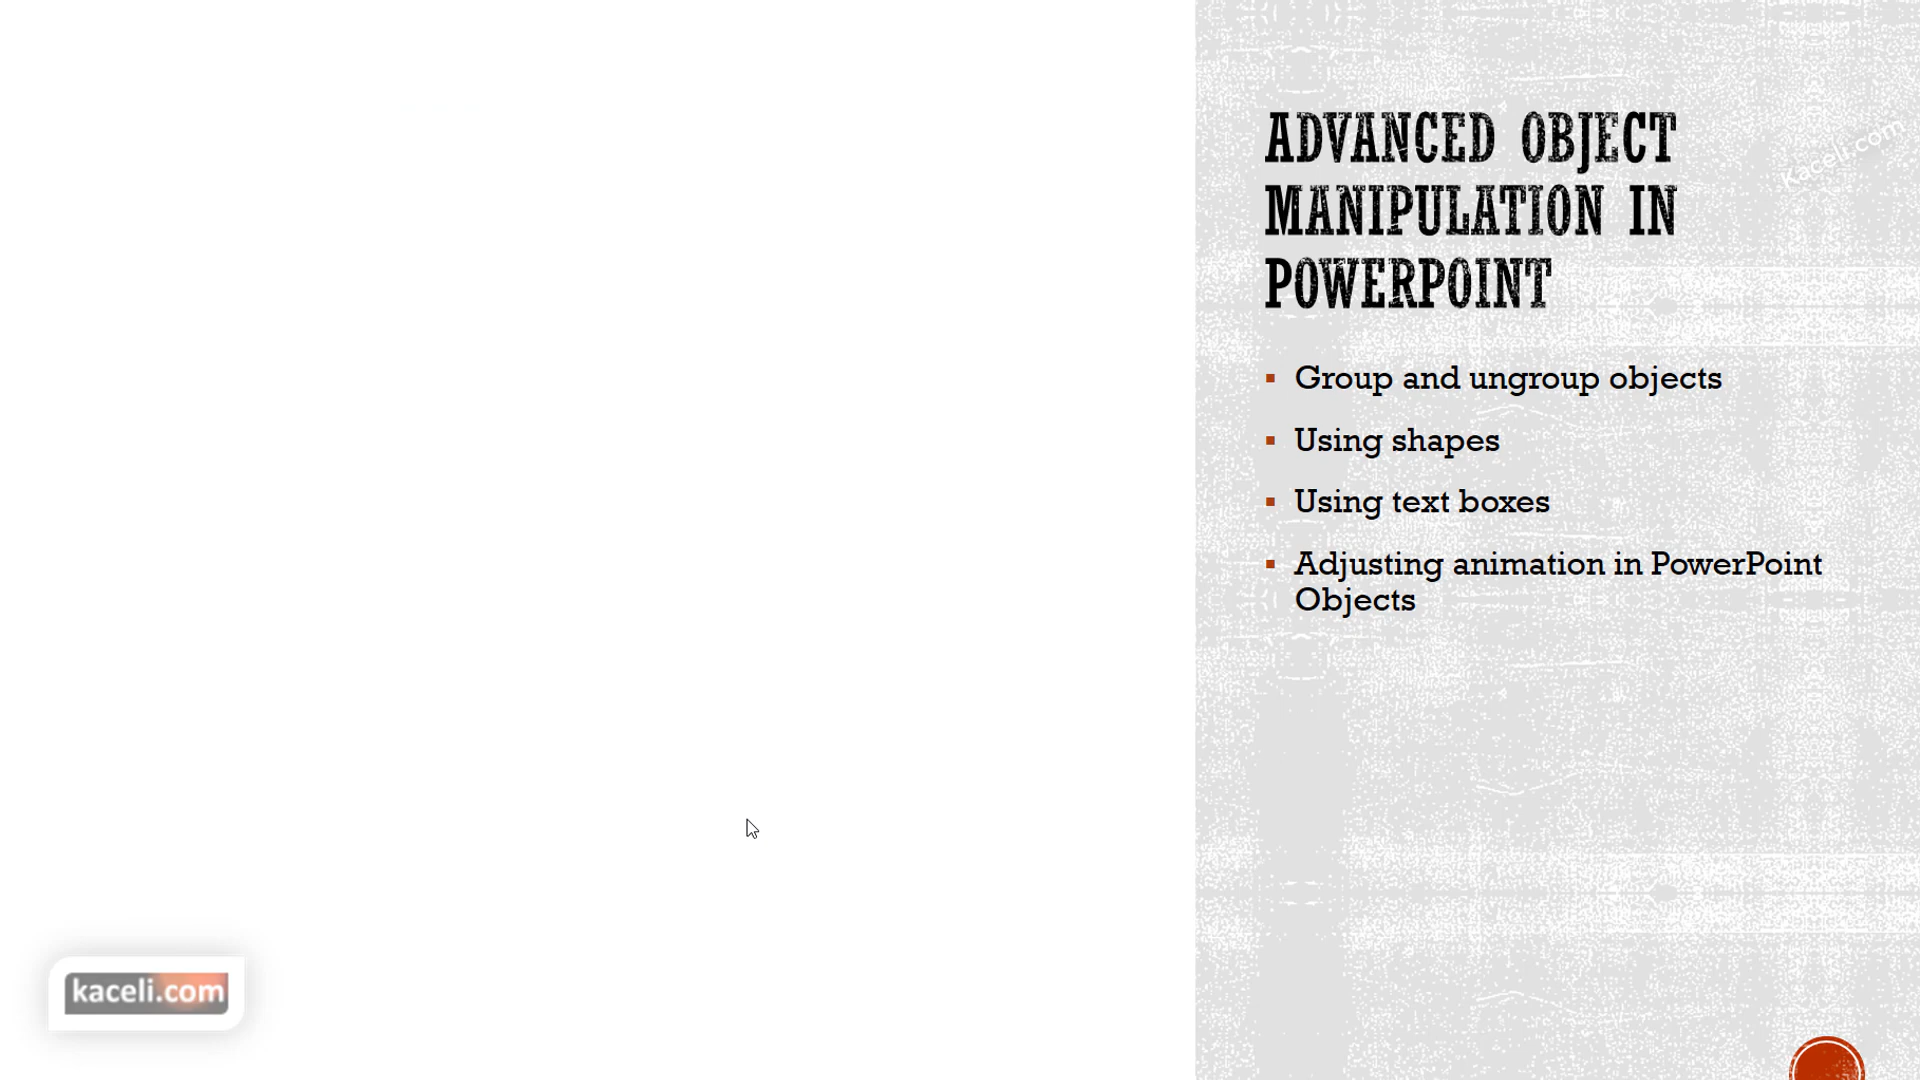 ADVANCED OBJECT
MANIPULATION IN
POWERPOINT
Kaceli.com
▪ Group and ungroup objects
▪ Using shapes
▪ Using text boxes
▪ Adjusting animation in PowerPoint
Objects
kaceli.com